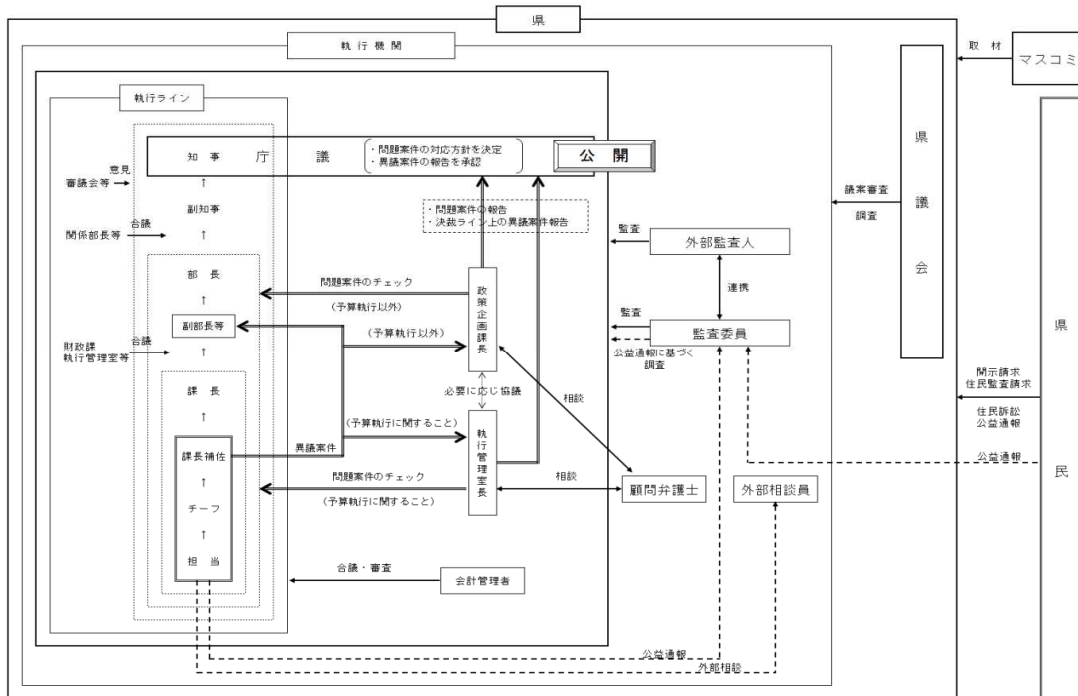 県
執行機関
マスコミ
取材
県議会
執行ライン
知事
庁議
・問題案件の対応方針を決定
・異議案件の報告を承認
公開
意見
審議会等
副知事
合議
関係部長等
・問題案件の報告
・決裁ライン上の異議案件報告
議案審査
調査
監査
外部監査人
連携
部長
問題案件のチェック
(予算執行以外)
政策企画課長
副部長等
(予算執行以外)
監査
監査委員
公益通報に基づく
調査
合議
財政課
執行管理室等
県民
開示請求
住民監査請求
住民訴訟
公益通報
公益通報
課長
必要に応じ協議
相談
(予算執行に関すること)
執行管理室長
課長補佐
異議案件
問題案件のチェック
(予算執行に関すること)
相談
顧問弁護士
外部相談員
チーフ
担当
合議・審査
会計管理者
公益通報
外部相談